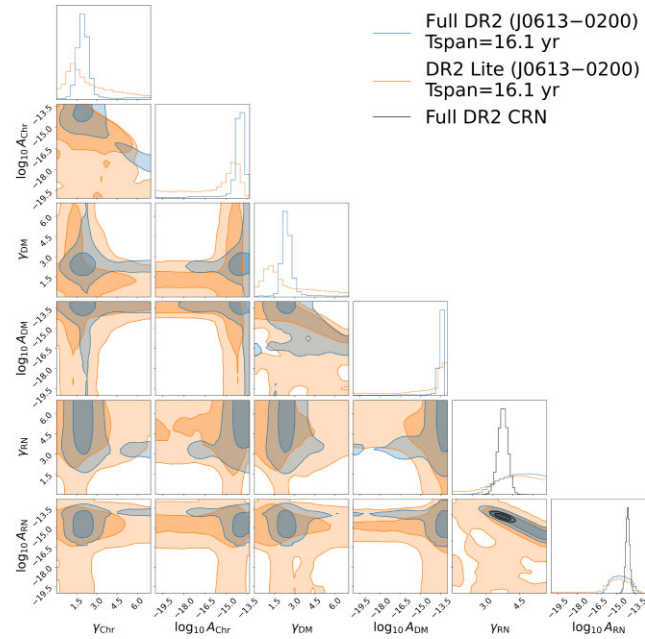 Full DR2 (J0613−0200)
Tspan=16.1 yr
DR2 Lite (J0613−0200)
Tspan=16.1 yr
Full DR2 CRN
log₁₀ A_Chr
−13.5
−15.0
−16.5
−18.0
−19.5
γ_DM
6.0
4.5
3.0
1.5
log₁₀ A_DM
−13.5
−15.0
−16.5
−18.0
−19.5
γ_RN
6.0
4.5
3.0
1.5
log₁₀ A_RN
−13.5
−15.0
−16.5
−18.0
−19.5
1.5 3.0 4.5 6.0 −19.5 −18.0 −16.5 −15.0 −13.5 1.5 3.0 4.5 6.0 −19.5 −18.0 −16.5 −15.0 −13.5 3.0 4.5 −19.5 −18.0 −16.5 −15.0 −13.5
γ_Chr log₁₀ A_Chr γ_DM log₁₀ A_DM γ_RN log₁₀ A_RN